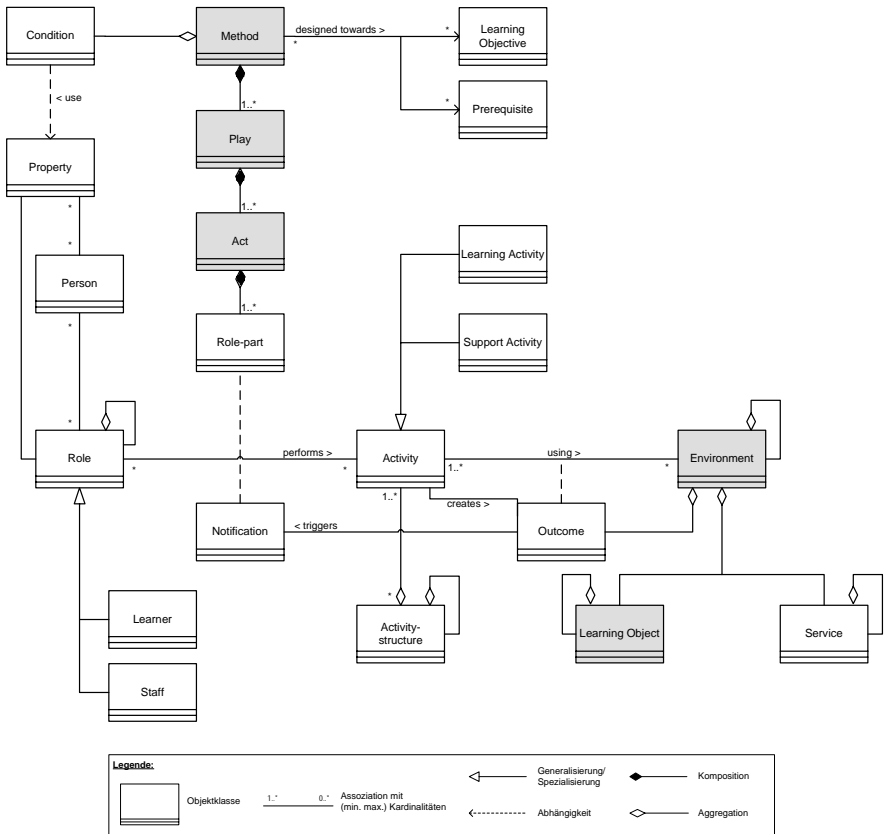 Condition
Method
designed towards >
*
*
Learning
Objective
< use
1..*
*
Prerequisite
Property
Play
*
1..*
*
Act
Learning Activity
Person
*
1..*
Role-part
Support Activity
*
Role
performes >
Activity
using >
Environment
*
*
1..*
*
1..*
creates >
Notification
< triggers
Outcome
*
Learner
Activity-
structure
Learning Object
Service
Staff
Legende:
Objektklasse
1..*
0..*
Assoziation mit
(min. max.) Kardinalitäten
Generalisierung/
Spezialisierung
Komposition
Abhängigkeit
Aggregation